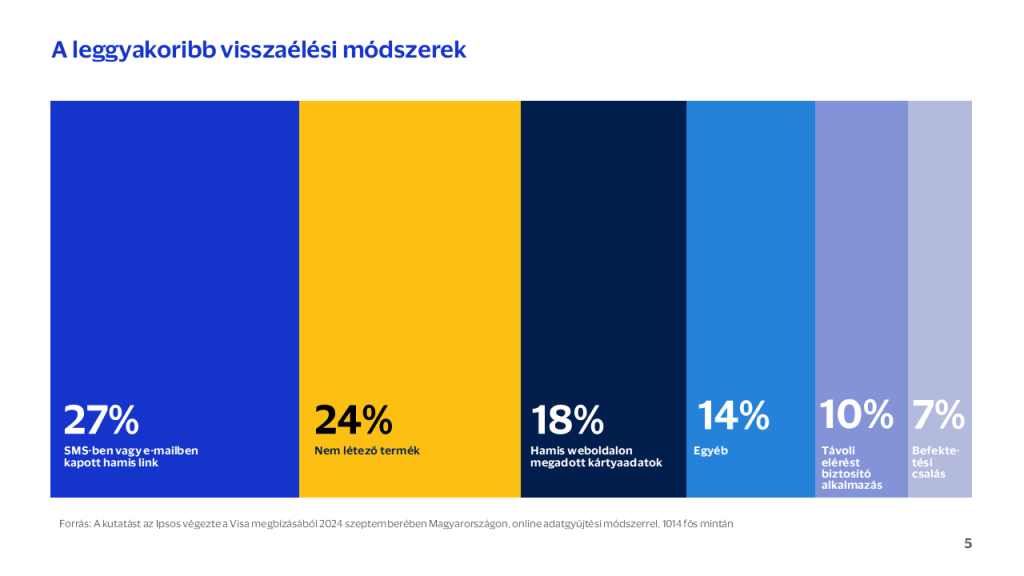 A leggyakoribb visszaélési módszerek
27%
SMS-ben vagy e-mailben
kapott hamis link
24%
Nem létező termék
18%
Hamis weboldalon
megadott kártyaadatok
14%
Egyéb
10%
Távoli
elérést
biztosító
alkalmazás
7%
Befekte-
tési
csalás
Forrás: A kutatást az Ipsos végezte a Visa megbízásából 2024 szeptemberében Magyarországon, online adatgyűjtési módszerrel, 1014 fős mintán
5